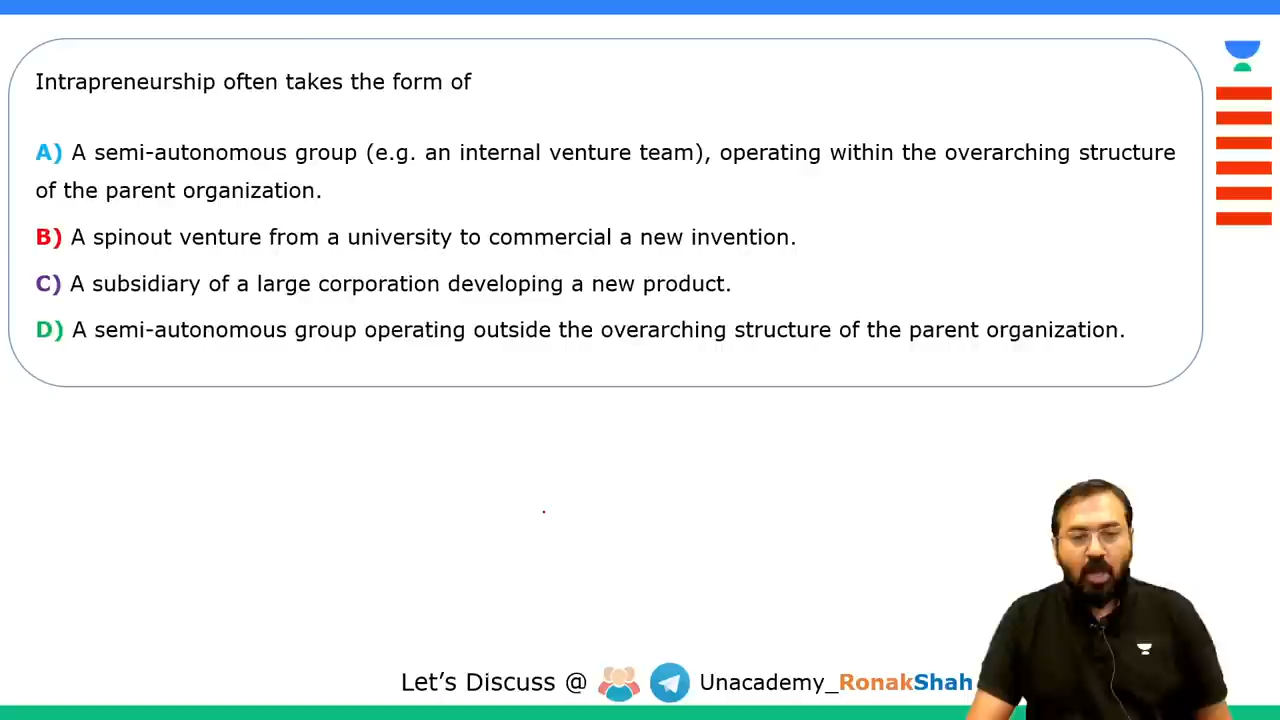 Intrapreneurship often takes the form of
A) A semi-autonomous group (e.g. an internal venture team), operating within the overarching structure
of the parent organization.
B) A spinout venture from a university to commercial a new invention.
C) A subsidiary of a large corporation developing a new product.
D) A semi-autonomous group operating outside the overarching structure of the parent organization.
Let’s Discuss @ Unacademy_RonakShah